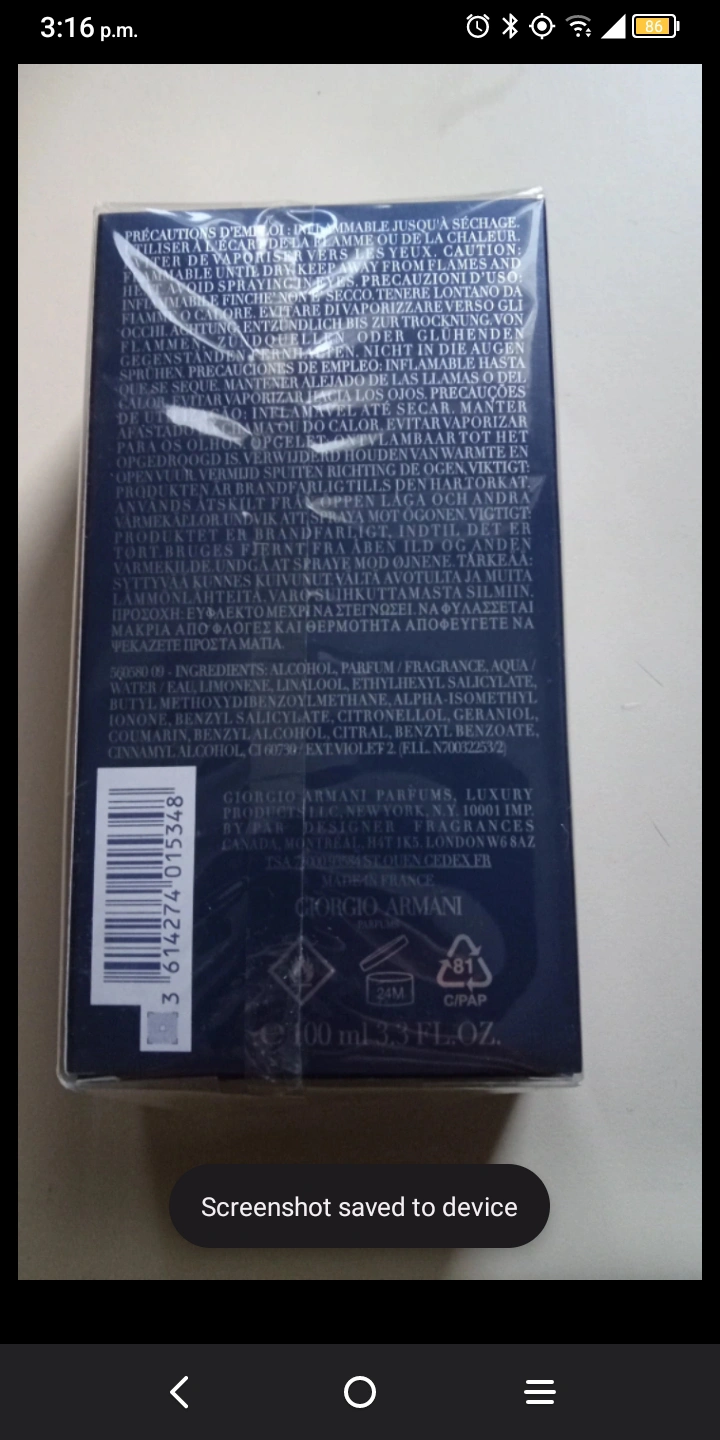 3:16 p.m.
86
PRÉCAUTIONS D'EMPLOI : INFLAMMABLE JUSQU'À SÉCHAGE.
UTILISER À L'ÉCART DE LA FLAMME OU DE LA CHALEUR.
ÉVITER DE VAPORISER VERS LES YEUX. CAUTION:
FLAMMABLE UNTIL DRY. KEEP AWAY FROM FLAMES AND
HEAT. AVOID SPRAYING IN EYES. PRECAUZIONI D'USO:
INFIAMMABILE FINCHE' NON È SECCO. TENERE LONTANO DA
FIAMME O CALORE. EVITARE DI VAPORIZZARE VERSO GLI
OCCHI. ACHTUNG: ENTZÜNDLICH BIS ZUR TROCKNUNG. VON
FLAMMEN, ZÜNDQUELLEN ODER GLÜHENDEN
GEGENSTÄNDEN FERNHALTEN. NICHT IN DIE AUGEN
SPRÜHEN. PRECAUCIONES DE EMPLEO: INFLAMABLE HASTA
QUE SE SEQUE. MANTENER ALEJADO DE LAS LLAMAS O DEL
CALOR. EVITAR VAPORIZAR HACIA LOS OJOS. PRECAUÇÕES
DE UTILIZAÇÃO: INFLAMÁVEL ATÉ SECAR. MANTER
AFASTADO DA CHAMA OU DO CALOR. EVITAR VAPORIZAR
PARA OS OLHOS. OPGELET: ONTVLAMBAAR TOT HET
OPGEDROOGD IS. VERWIJDERD HOUDEN VAN WARMTE EN
OPEN VUUR. VERMIJD SPUITEN RICHTING DE OGEN. VIKTIGT:
PRODUKTEN ÄR BRANDFARLIG TILLS DEN HAR TORKAT.
ANVÄNDS ÅTSKILT FRÅN ÖPPEN LÅGA OCH ANDRA
VÄRMEKÄLLOR. UNDVIK ATT SPRAYA MOT ÖGONEN. VIGTIGT:
PRODUKTET ER BRANDFARLIGT, INDTIL DET ER
TØRT. BRUGES FJERNT FRA ÅBEN ILD OG ANDEN
VARMEKILDE. UNDGÅ AT SPRAYE MOD ØJNENE. TÄRKEÄÄ:
SYTTYVÄÄ KUNNES KUIVUNUT. VÄLTÄ AVOTULTA JA MUITA
LÄMMÖNLÄHTEITÄ. VARO SUIHKUTTAMASTA SILMIIN.
ΠΡΟΣΟΧΗ: ΕΥΦΛΕΚΤΟ ΜΕΧΡΙ ΝΑ ΣΤΕΓΝΩΣΕΙ. ΝΑ ΦΥΛΑΣΣΕΤΑΙ
ΜΑΚΡΙΑ ΑΠΟ ΦΛΟΓΕΣ ΚΑΙ ΘΕΡΜΟΤΗΤΑ ΑΠΟΦΕΥΓΕΤΕ ΝΑ
ΨΕΚΑΖΕΤΕ ΠΡΟΣ ΤΑ ΜΑΤΙΑ.
560580 09 - INGREDIENTS: ALCOHOL, PARFUM / FRAGRANCE, AQUA /
WATER / EAU, LIMONENE, LINALOOL, ETHYLHEXYL SALICYLATE,
BUTYL METHOXYDIBENZOYLMETHANE, ALPHA-ISOMETHYL
IONONE, BENZYL SALICYLATE, CITRONELLOL, GERANIOL,
COUMARIN, BENZYL ALCOHOL, CITRAL, BENZYL BENZOATE,
CINNAMYL ALCOHOL, CI 60730 / EXT. VIOLET 2. (F.I.L. N70032253/2)
GIORGIO ARMANI PARFUMS, LUXURY
PRODUCTS LLC, NEW YORK, N.Y. 10001 IMP.
BY PAR DESIGNER FRAGRANCES
CANADA, MONTREAL, H4T 1K5. LONDON W6 8AZ
ST OUEN CEDEX FR
MADE IN FRANCE
GIORGIO ARMANI
PARFUMS
3 614274 015348
24M
81
C/PAP
e 100 ml 3.3 FL.OZ.
Screenshot saved to device